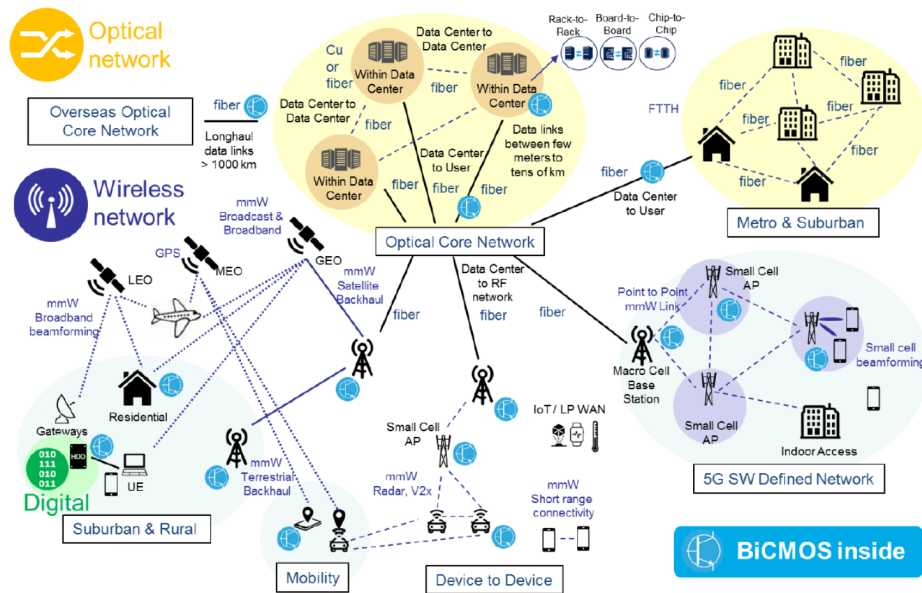 Optical
network
Overseas Optical
Core Network
fiber
Longhaul
data links
> 1000 km
Cu
or
fiber
Data Center to
Data Center
Within Data
Center
fiber
Within Data
Center
Data Center to
Data Center
fiber
Within Data
Center
fiber
Data Center
to User
fiber
fiber
fiber
Data links
between few
meters to
tens of km
Rack-to-
Rack
Board-to-
Board
Chip-to-
Chip
FTTH
fiber
fiber
fiber
fiber
fiber
fiber
Data Center
to User
Metro & Suburban
Optical Core Network
Wireless
network
mmW
Broadcast &
Broadband
GPS
GEO
MEO
LEO
mmW
Broadband
beamforming
mmW
Satellite
Backhaul
fiber
Data Center
to RF
network
fiber
fiber
Residential
Gateways
HDD
010
111
010
011
Digital
UE
Suburban & Rural
mmW
Terrestrial
Backhaul
Mobility
Small Cell
AP
mmW
Radar, V2x
IoT / LP WAN
mmW
Short range
connectivity
Device to Device
Point to Point
mmW Link
Small Cell
AP
Macro Cell
Base
Station
Small cell
beamforming
Small Cell
AP
Indoor Access
5G SW Defined Network
BiCMOS inside